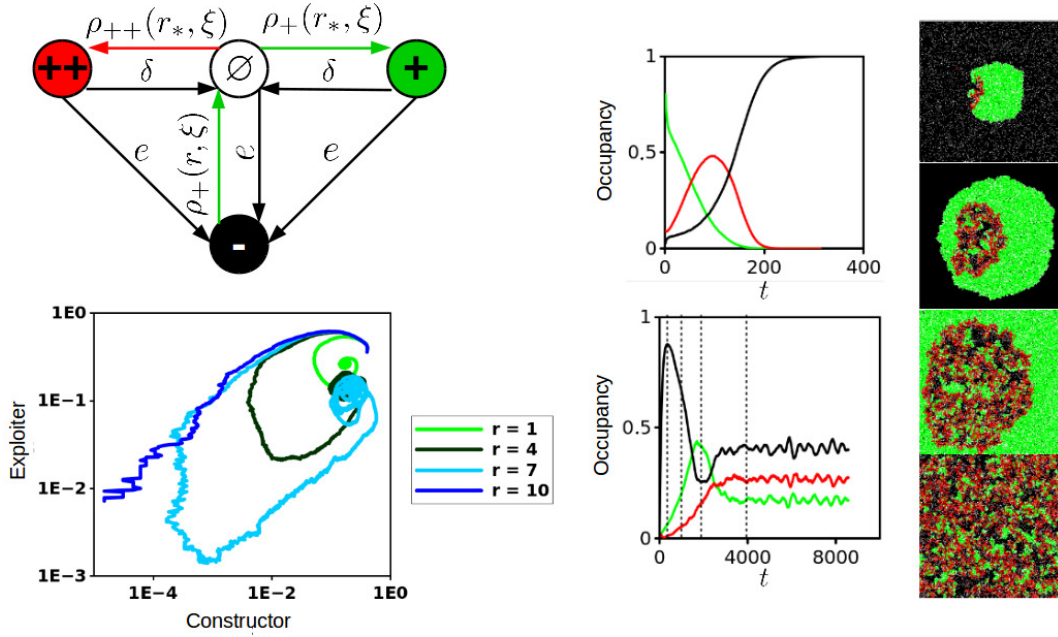 ρ++(r*, ξ) ρ+(r*, ξ)
++ ∅ +
δ δ
e ρ+(r, ξ) e e
-
1E0
1E-1
1E-2
1E-3
Exploiter
1E-4 1E-2 1E0
Constructor
r = 1
r = 4
r = 7
r = 10
1
0.5
0
Occupancy
0 200 400
t
1
0.5
0
Occupancy
0 4000 8000
t